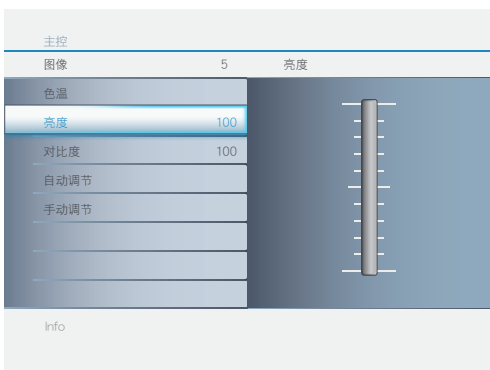 主控
图像 5 亮度
色温
亮度 100
对比度 100
自动调节
手动调节
Info